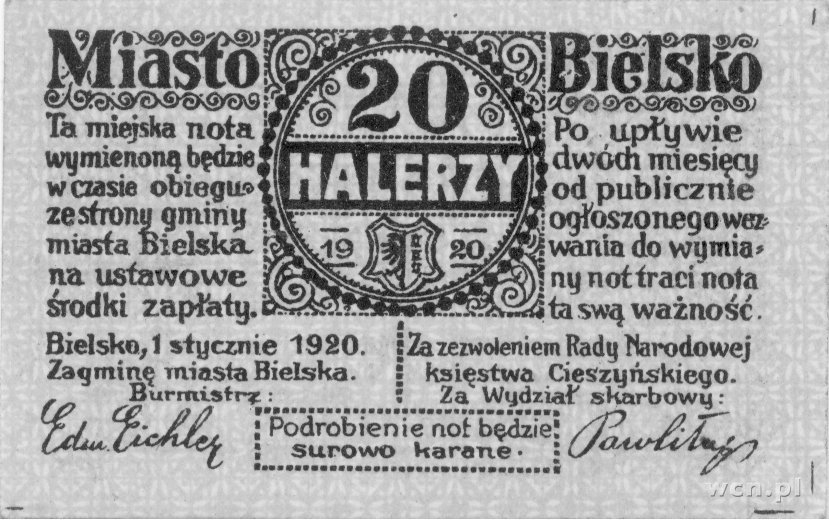 Miasto
20
Bielsko
Ta miejska nota
wymienoną będzie
w czasie obiegu
ze strony gminy
miasta Bielska
na ustawowe
środki zapłaty.
HALERZY
19 20
Po upływie
dwóch miesięcy
od publicznie
ogłoszonego wez-
wania do wymia-
ny not traci nota
ta swą ważność.
Bielsko, 1 stycznie 1920.
Zagminę miasta Bielska.
Burmistrz:
Edm. Eichler
Za zezwoleniem Rady Narodowej
księstwa Cieszyńskiego.
Za Wydział skarbowy:
Podrobienie not będzie
surowo karane.
wcn.pl